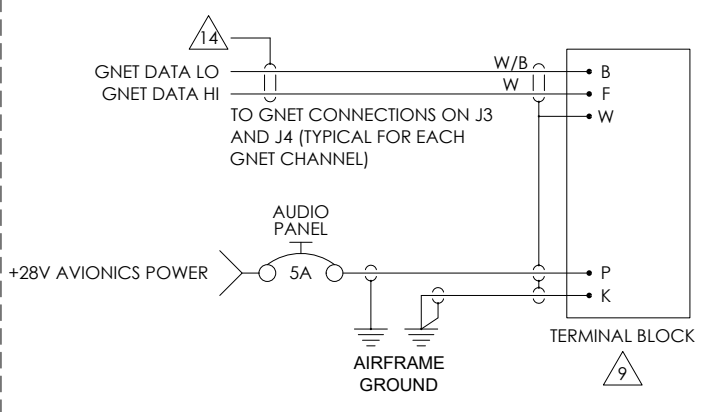 14
W/B
GNET DATA LO
B
W
GNET DATA HI
F
TO GNET CONNECTIONS ON J3
W
AND J4 (TYPICAL FOR EACH
GNET CHANNEL)
AUDIO
PANEL
+28V AVIONICS POWER
5A
P
K
TERMINAL BLOCK
AIRFRAME
GROUND
9